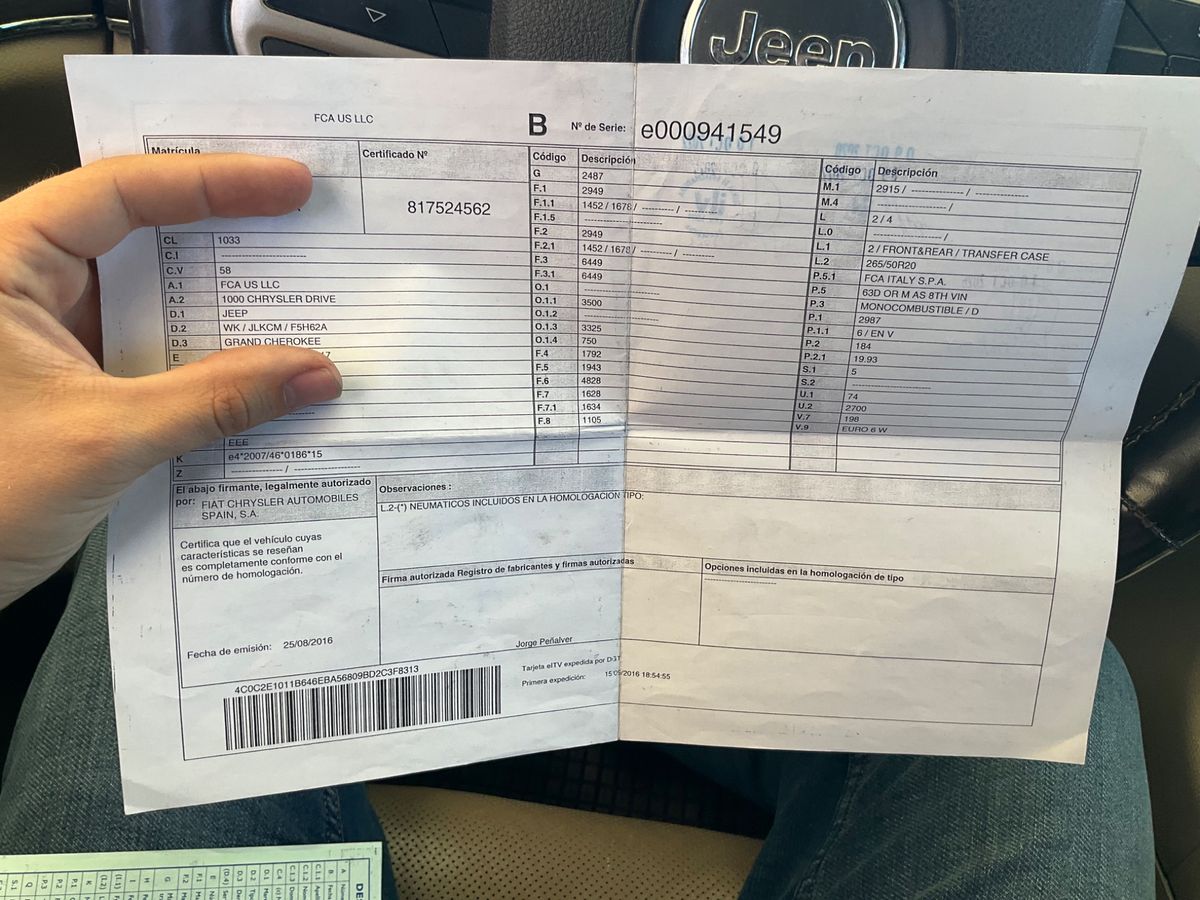 Jeep
FCA US LLC
B Nº de Serie: e000941549
Matrícula
Certificado Nº
817524562
CL 1033
C.I -------------------------
C.V 58
A.1 FCA US LLC
A.2 1000 CHRYSLER DRIVE
D.1 JEEP
D.2 WK / JLKCM / F5H62A
D.3 GRAND CHEROKEE
E
EEE
K e4*2007/46*0186*15
Z --------------- / -------------------
Código Descripción
G 2487
F.1 2949
F.1.1 1452 / 1678 / ---------- / ----------
F.1.5 -----------------------
F.2 2949
F.2.1 1452 / 1678 / ---------- / ----------
F.3 6449
F.3.1 6449
O.1 ----------------------
O.1.1 3500
O.1.2 ----------------------
O.1.3 3325
O.1.4 750
F.4 1792
F.5 1943
F.6 4828
F.7 1628
F.7.1 1634
F.8 1105
Código Descripción
M.1 2915 / --------------- / ---------------
M.4 -------------------- /
L 2 / 4
L.0 -------------------- /
L.1 2 / FRONT&REAR / TRANSFER CASE
L.2 265/50R20
P.5.1 FCA ITALY S.P.A.
P.5 63D OR M AS 8TH VIN
P.3 MONOCOMBUSTIBLE / D
P.1 2987
P.1.1 6 / EN V
P.2 184
P.2.1 19.93
S.1 5
S.2 -----------------------
U.1 74
U.2 2700
V.7 198
V.9 EURO 6 W
El abajo firmante, legalmente autorizado
por: FIAT CHRYSLER AUTOMOBILES
SPAIN, S.A.
Certifica que el vehículo cuyas
características se reseñan
es completamente conforme con el
número de homologación.
Fecha de emisión: 25/08/2016
Observaciones :
L.2-(*) NEUMATICOS INCLUIDOS EN LA HOMOLOGACION TIPO:
Firma autorizada Registro de fabricantes y firmas autorizadas
Jorge Peñalver
Opciones incluidas en la homologación de tipo
---------------------
4C0C2E1011B646EBA56809BD2C3F8313
Tarjeta eITV expedida por
Primera expedición: 2016 18:54:55